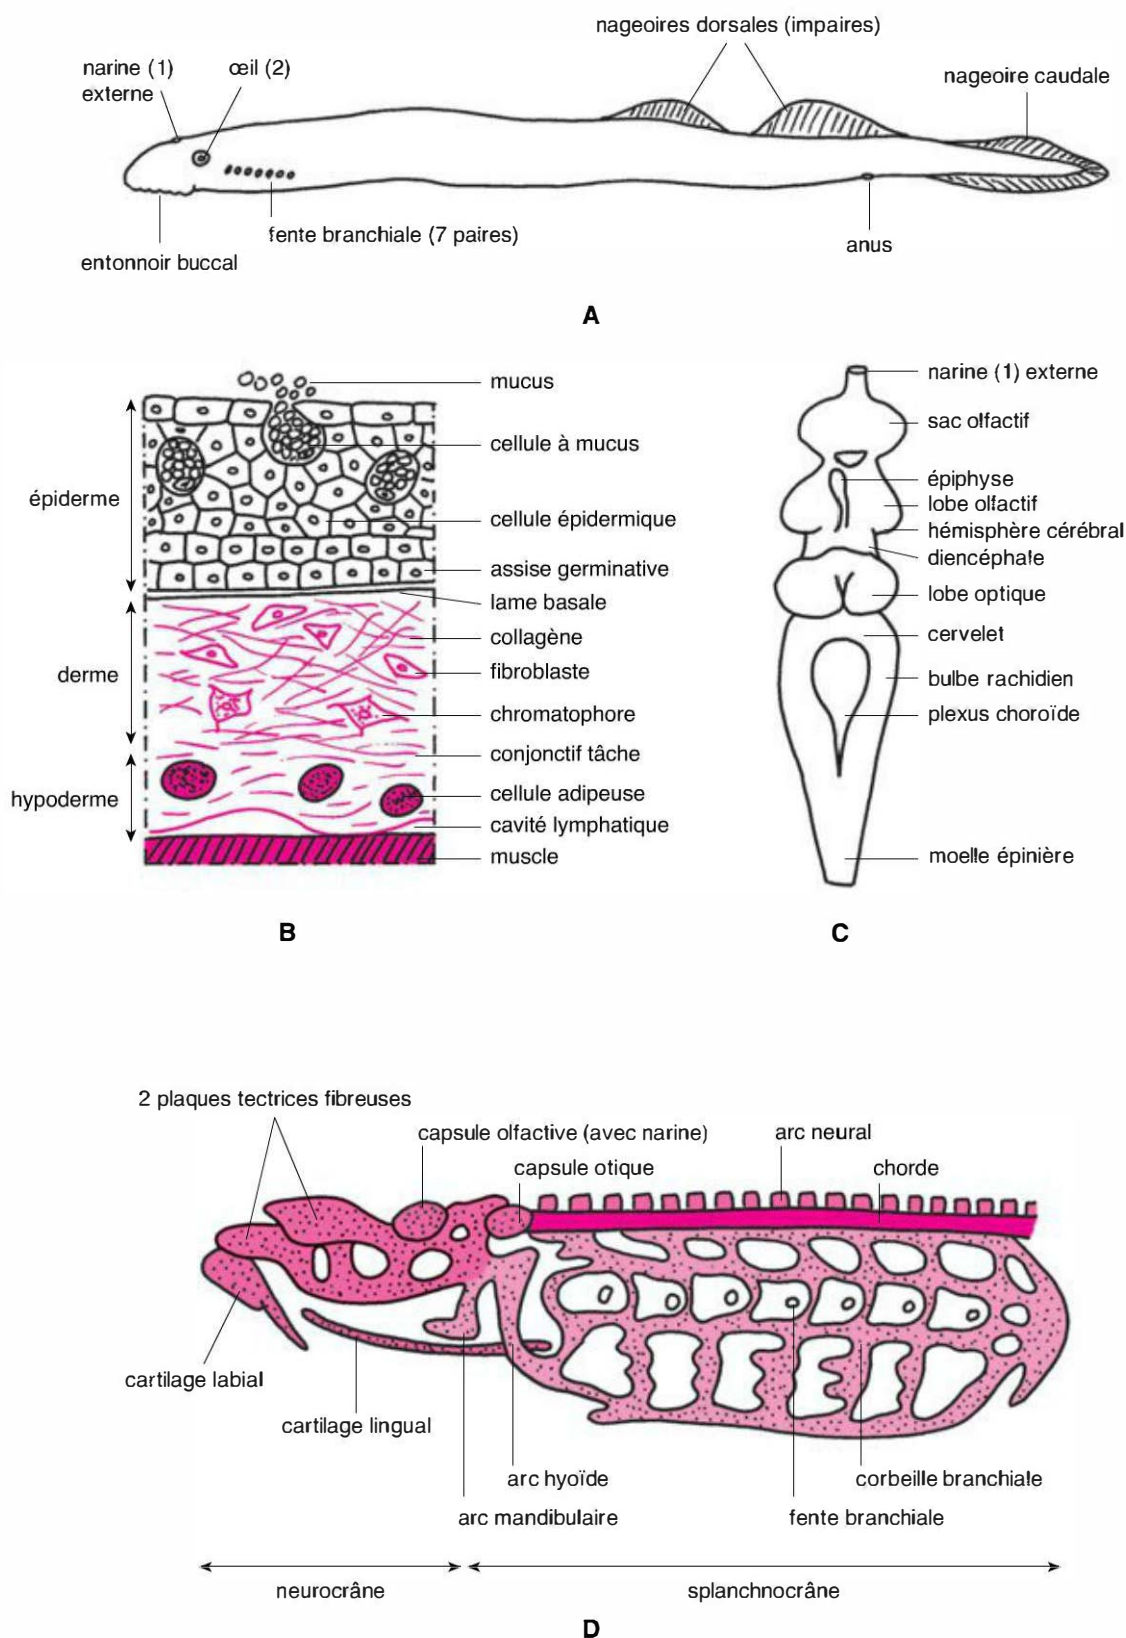 nageoires dorsales (impaires)
narine (1)
externe
œil (2)
nageoire caudale
fente branchiale (7 paires)
entonnoir buccal
anus
A
mucus
cellule à mucus
épiderme
cellule épidermique
assise germinative
lame basale
collagène
derme
fibroblaste
chromatophore
conjonctif tâche
hypoderme
cellule adipeuse
cavité lymphatique
muscle
B
narine (1) externe
sac olfactif
épiphyse
lobe olfactif
hémisphère cérébral
diencéphale
lobe optique
cervelet
bulbe rachidien
plexus choroïde
moelle épinière
C
2 plaques tectrices fibreuses
capsule olfactive (avec narine)
arc neural
capsule otique
chorde
cartilage labial
cartilage lingual
arc hyoïde
corbeille branchiale
arc mandibulaire
fente branchiale
neurocrâne
splanchnocrâne
D